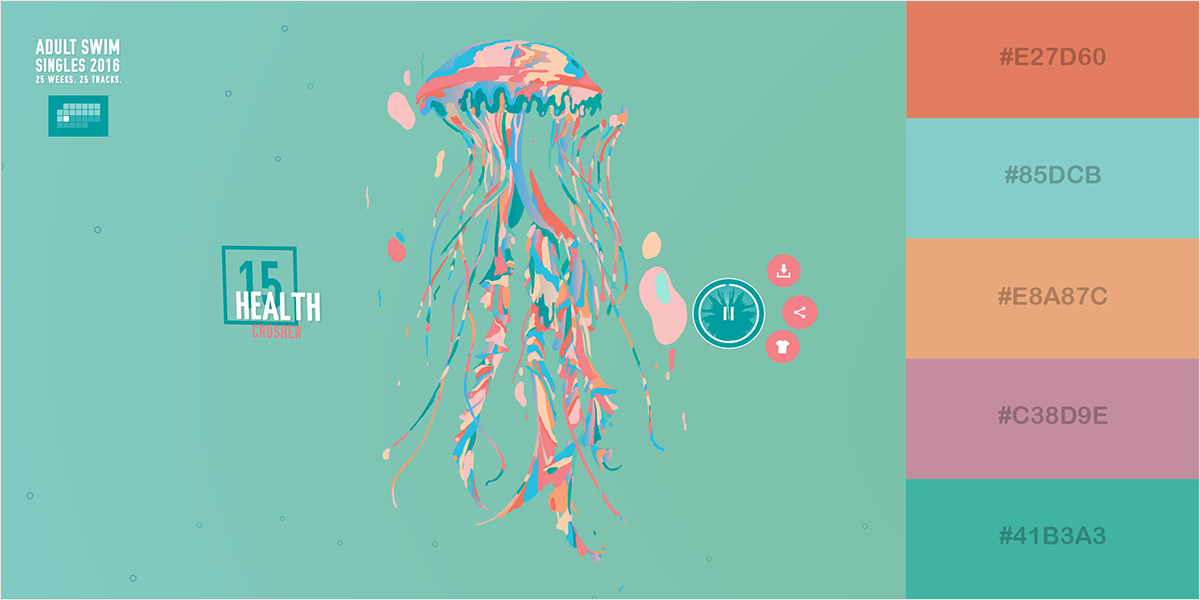 ADULT SWIM
SINGLES 2016
25 WEEKS. 25 TRACKS.
15
HEALTH
CRUSHER
#E27D60
#85DCB
#E8A87C
#C38D9E
#41B3A3